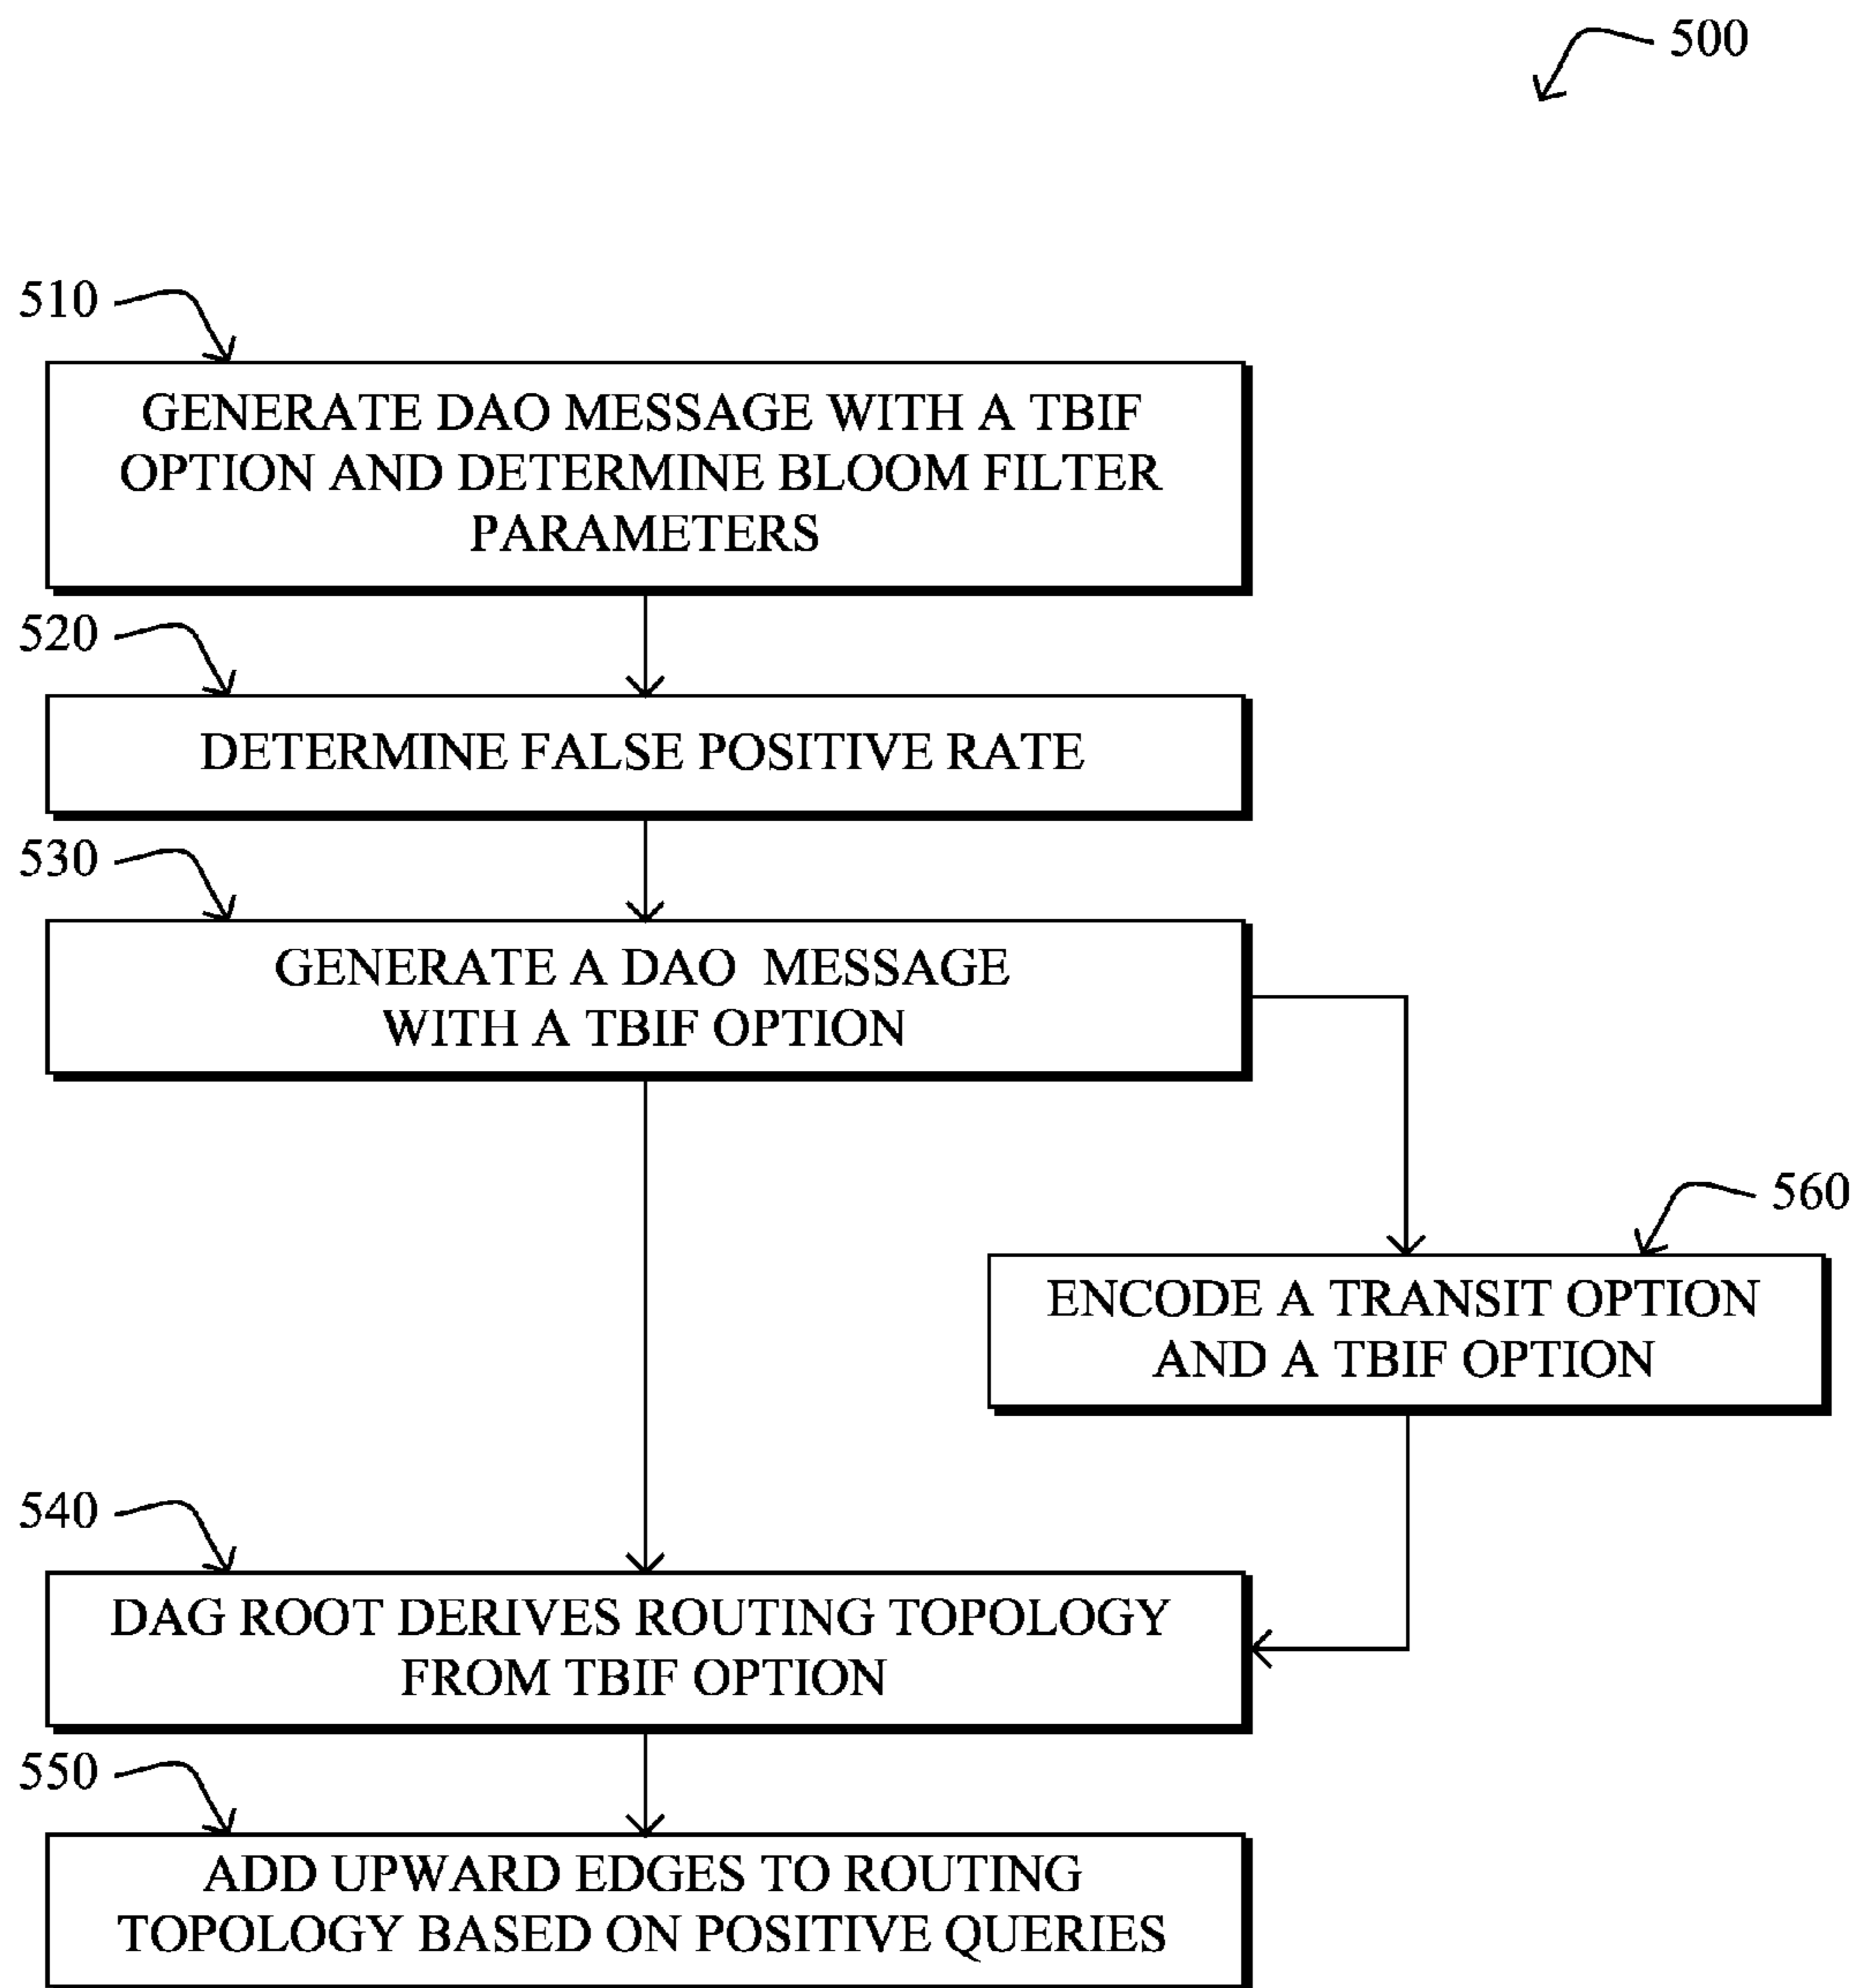 500
510
GENERATE DAO MESSAGE WITH A TBIF
OPTION AND DETERMINE BLOOM FILTER
PARAMETERS
520
DETERMINE FALSE POSITIVE RATE
530
GENERATE A DAO MESSAGE
WITH A TBIF OPTION
560
ENCODE A TRANSIT OPTION
AND A TBIF OPTION
540
DAG ROOT DERIVES ROUTING TOPOLOGY
FROM TBIF OPTION
550
ADD UPWARD EDGES TO ROUTING
TOPOLOGY BASED ON POSITIVE QUERIES